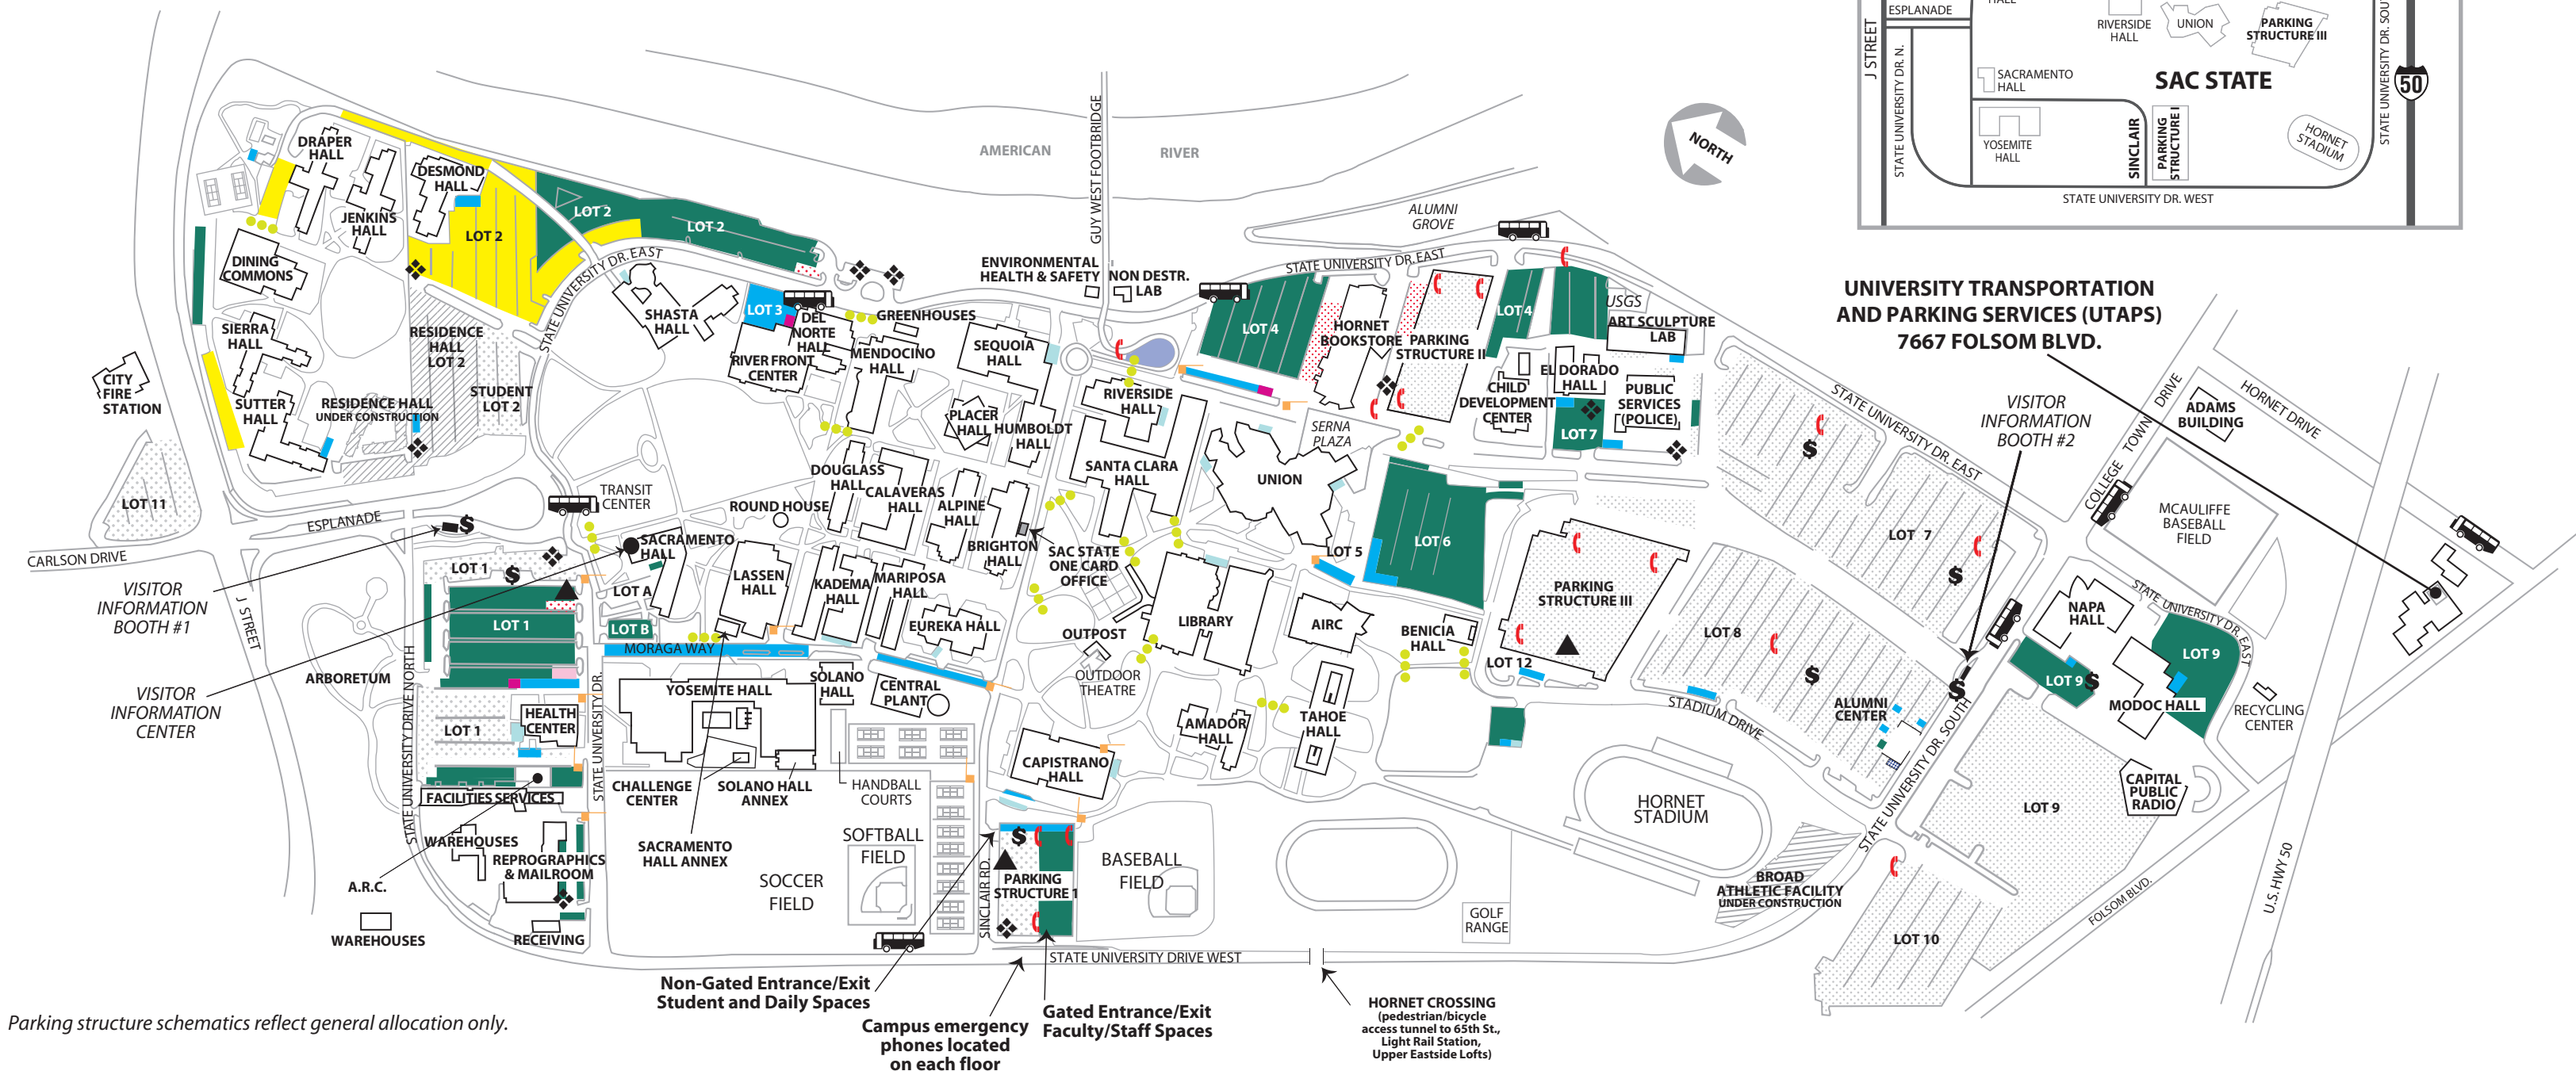 HALL
ESPLANADE
RIVERSIDE
HALL
UNION
PARKING
STRUCTURE III
J STREET
STATE UNIVERSITY DR. N.
SACRAMENTO
HALL
SAC STATE
50
YOSEMITE
HALL
SINCLAIR
PARKING
STRUCTURE I
HORNET
STADIUM
STATE UNIVERSITY DR. SOU
STATE UNIVERSITY DR. WEST
AMERICAN
RIVER
GUY WEST FOOTBRIDGE
NORTH
DRAPER
HALL
DESMOND
HALL
JENKINS
HALL
LOT 2
LOT 2
LOT 2
STATE UNIVERSITY DR. EAST
DINING
COMMONS
SIERRA
HALL
RESIDENCE
HALL
LOT 2
STUDENT
LOT 2
CITY
FIRE
STATION
SUTTER
HALL
RESIDENCE HALL
UNDER CONSTRUCTION
LOT 11
SHASTA
HALL
LOT 3
DEL
NORTE
HALL
GREENHOUSES
RIVER FRONT
CENTER
MENDOCINO
HALL
ENVIRONMENTAL
HEALTH & SAFETY
NON DESTR.
LAB
SEQUOIA
HALL
PLACER
HALL
HUMBOLDT
HALL
RIVERSIDE
HALL
SANTA CLARA
HALL
ALUMNI
GROVE
STATE UNIVERSITY DR. EAST
LOT 4
HORNET
BOOKSTORE
PARKING
STRUCTURE II
LOT 4
USGS
ART SCULPTURE
LAB
EL DORADO
HALL
CHILD
DEVELOPMENT
CENTER
PUBLIC
SERVICES
(POLICE)
LOT 7
SERNA
PLAZA
UNION
UNIVERSITY TRANSPORTATION
AND PARKING SERVICES (UTAPS)
7667 FOLSOM BLVD.
STATE UNIVERSITY DR. EAST
VISITOR
INFORMATION
BOOTH #2
COLLEGE TOWN DRIVE
HORNET DRIVE
ADAMS
BUILDING
MCAULIFFE
BASEBALL
FIELD
TRANSIT
CENTER
ESPLANADE
CARLSON DRIVE
ROUND HOUSE
DOUGLASS
HALL
CALAVERAS
HALL
ALPINE
HALL
BRIGHTON
HALL
SAC STATE
ONE CARD
OFFICE
SACRAMENTO
HALL
LOT 1
LOT A
LASSEN
HALL
KADEMA
HALL
MARIPOSA
HALL
EUREKA HALL
LOT 5
LOT 6
LOT 7
VISITOR
INFORMATION
BOOTH #1
J STREET
LOT 1
LOT B
MORAGA WAY
OUTPOST
OUTDOOR
THEATRE
LIBRARY
AIRC
BENICIA
HALL
PARKING
STRUCTURE III
LOT 12
LOT 8
NAPA
HALL
STATE UNIVERSITY DR. EAST
LOT 9
LOT 9
MODOC HALL
RECYCLING
CENTER
VISITOR
INFORMATION
CENTER
ARBORETUM
STATE UNIVERSITY DRIVE NORTH
LOT 1
HEALTH
CENTER
STATE UNIVERSITY DR.
YOSEMITE HALL
SOLANO
HALL
CENTRAL
PLANT
AMADOR
HALL
TAHOE
HALL
STADIUM DRIVE
ALUMNI
CENTER
STATE UNIVERSITY DR. SOUTH
CAPISTRANO
HALL
CHALLENGE
CENTER
SOLANO HALL
ANNEX
HANDBALL
COURTS
FACILITIES SERVICES
WAREHOUSES
REPROGRAPHICS
& MAILROOM
SACRAMENTO
HALL ANNEX
SOFTBALL
FIELD
SOCCER
FIELD
SINCLAIR RD.
PARKING
STRUCTURE 1
BASEBALL
FIELD
HORNET
STADIUM
CAPITAL
PUBLIC
RADIO
LOT 9
A.R.C.
WAREHOUSES
RECEIVING
GOLF
RANGE
BROAD
ATHLETIC FACILITY
UNDER CONSTRUCTION
LOT 10
FOLSOM BLVD.
U.S. HWY 50
STATE UNIVERSITY DRIVE WEST
Non-Gated Entrance/Exit
Student and Daily Spaces
Campus emergency
phones located
on each floor
Gated Entrance/Exit
Faculty/Staff Spaces
HORNET CROSSING
(pedestrian/bicycle
access tunnel to 65th St.,
Light Rail Station,
Upper Eastside Lofts)
Parking structure schematics reflect general allocation only.